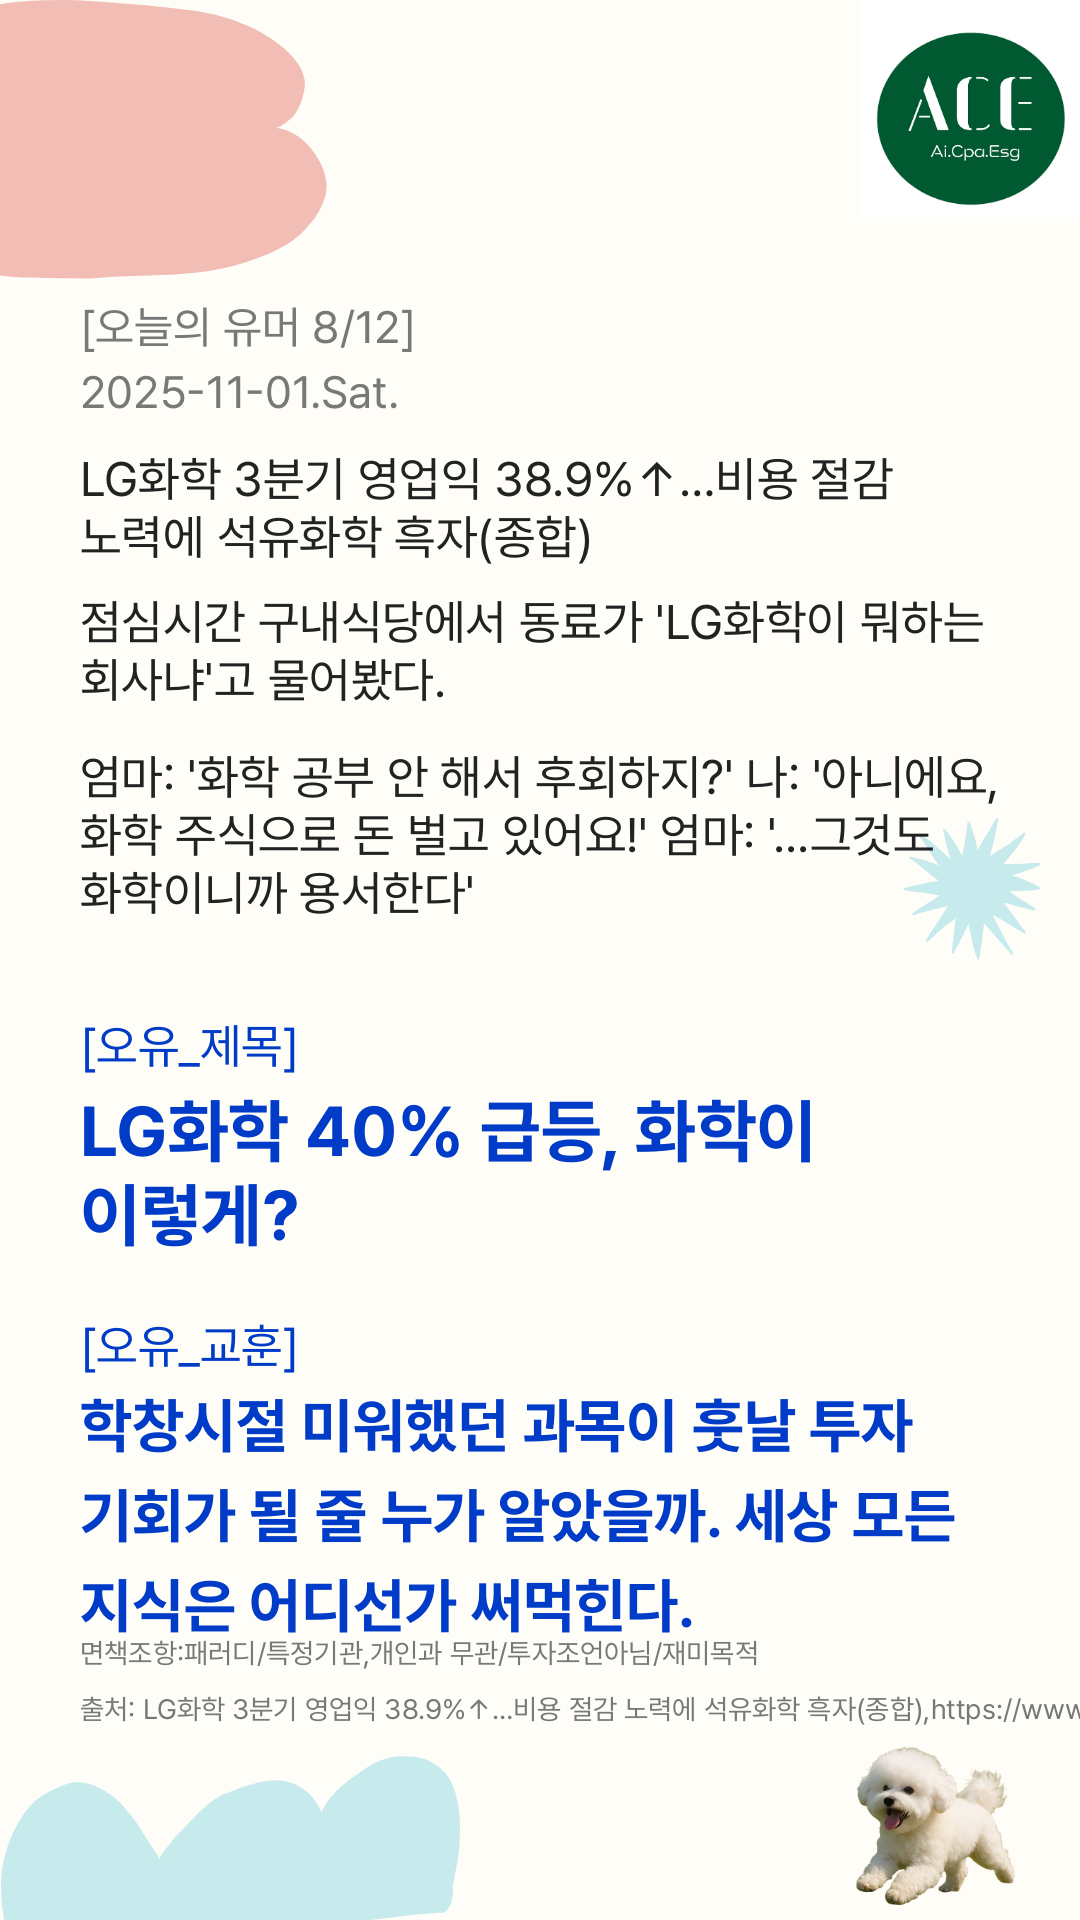 ACE
Ai.Cpa.Esg
[오늘의 유머 8/12]
2025-11-01.Sat.
LG화학 3분기 영업익 38.9%↑…비용 절감
노력에 석유화학 흑자(종합)
점심시간 구내식당에서 동료가 'LG화학이 뭐하는
회사냐'고 물어봤다.
엄마: '화학 공부 안 해서 후회하지?' 나: '아니에요,
화학 주식으로 돈 벌고 있어요!' 엄마: '...그것도
화학이니까 용서한다'
[오유_제목]
LG화학 40% 급등, 화학이
이렇게?
[오유_교훈]
학창시절 미워했던 과목이 훗날 투자
기회가 될 줄 누가 알았을까. 세상 모든
지식은 어디선가 써먹힌다.
면책조항:패러디/특정기관,개인과 무관/투자조언아님/재미목적
출처: LG화학 3분기 영업익 38.9%↑…비용 절감 노력에 석유화학 흑자(종합),https://www